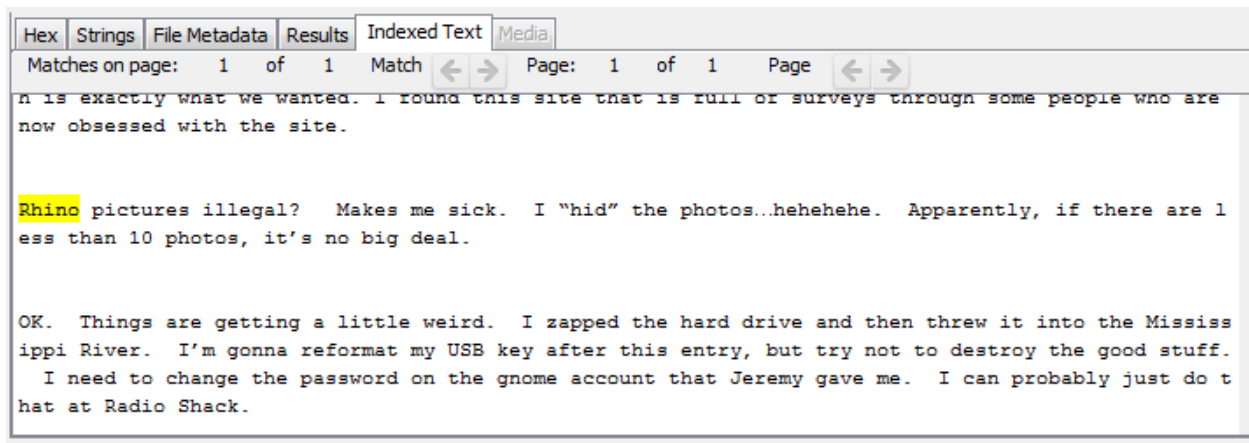 Hex Strings File Metadata Results Indexed Text Media
Matches on page: 1 of 1 Match Page: 1 of 1 Page
h is exactly what we wanted. I found this site that is full of surveys through some people who are
now obsessed with the site.
Rhino pictures illegal? Makes me sick. I “hid” the photos…hehehehe. Apparently, if there are l
ess than 10 photos, it’s no big deal.
OK. Things are getting a little weird. I zapped the hard drive and then threw it into the Mississ
ippi River. I’m gonna reformat my USB key after this entry, but try not to destroy the good stuff.
I need to change the password on the gnome account that Jeremy gave me. I can probably just do t
hat at Radio Shack.